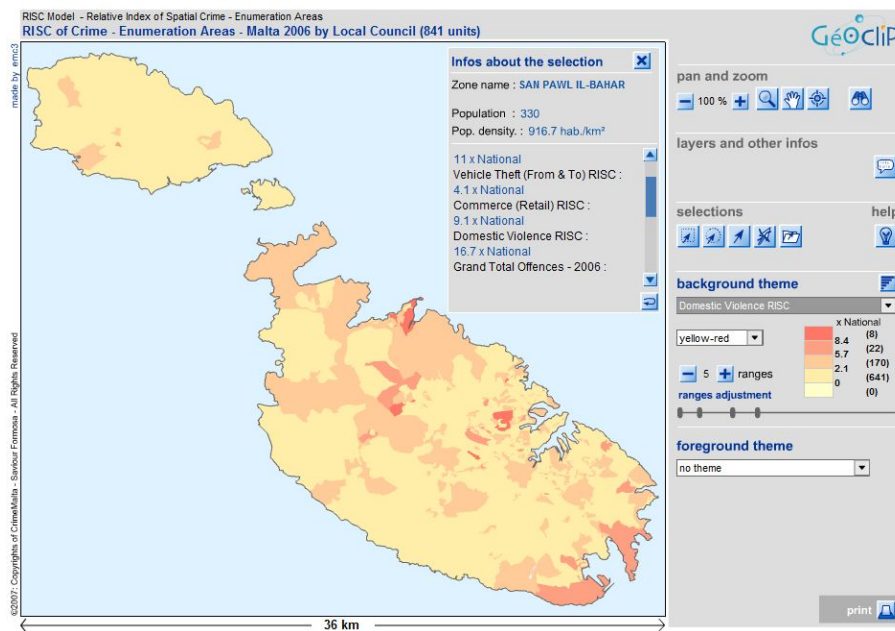 RISC Model - Relative Index of Spatial Crime - Enumeration Areas
RISC of Crime - Enumeration Areas - Malta 2006 by Local Council (841 units)
made by emc3
©2007: Copyrights of CrimeMalta - Saviour Formosa - All Rights Reserved
Infos about the selection
Zone name : SAN PAWL IL-BAHAR
Population : 330
Pop. density. : 916.7 hab./km²
11 x National
Vehicle Theft (From & To) RISC :
4.1 x National
Commerce (Retail) RISC :
9.1 x National
Domestic Violence RISC :
16.7 x National
Grand Total Offences - 2006 :
36 km
GéOclip
pan and zoom
100 %
layers and other infos
selections
help
background theme
Domestic Violence RISC
yellow-red
x National
(8)
8.4
(22)
5.7
(170)
2.1
(641)
0
(0)
5 ranges
ranges adjustment
foreground theme
no theme
print